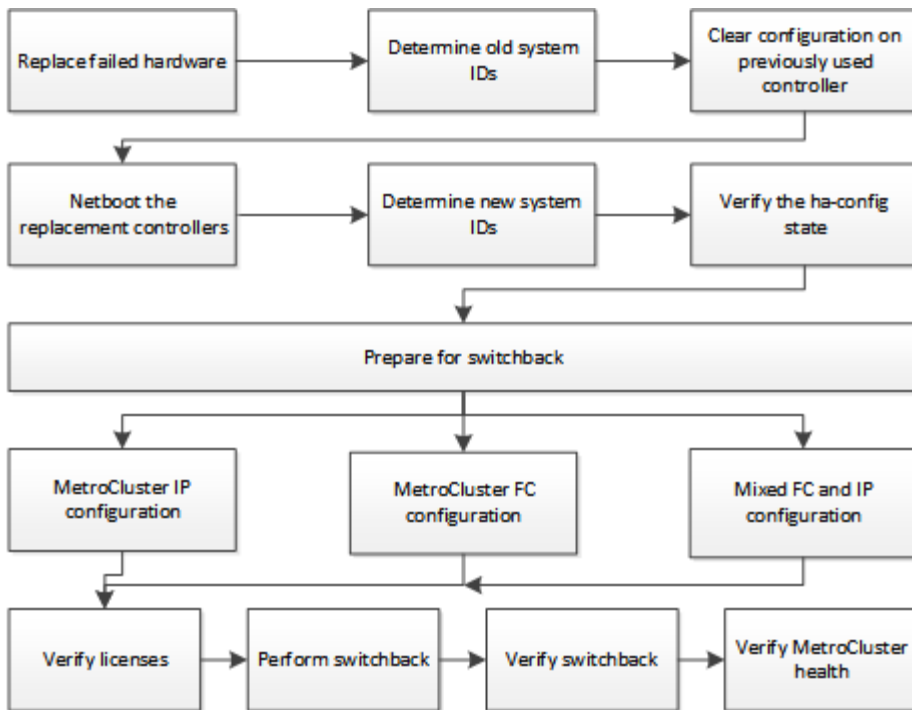 Replace failed hardware
Determine old system
IDs
Clear configuration on
previously used
controller
Netboot the
replacement controllers
Determine new system
IDs
Verify the ha-config
state
Prepare for switchback
MetroCluster IP
configuration
MetroCluster FC
configuration
Mixed FC and IP
configuration
Verify licenses
Perform switchback
Verify switchback
Verify MetroCluster
health